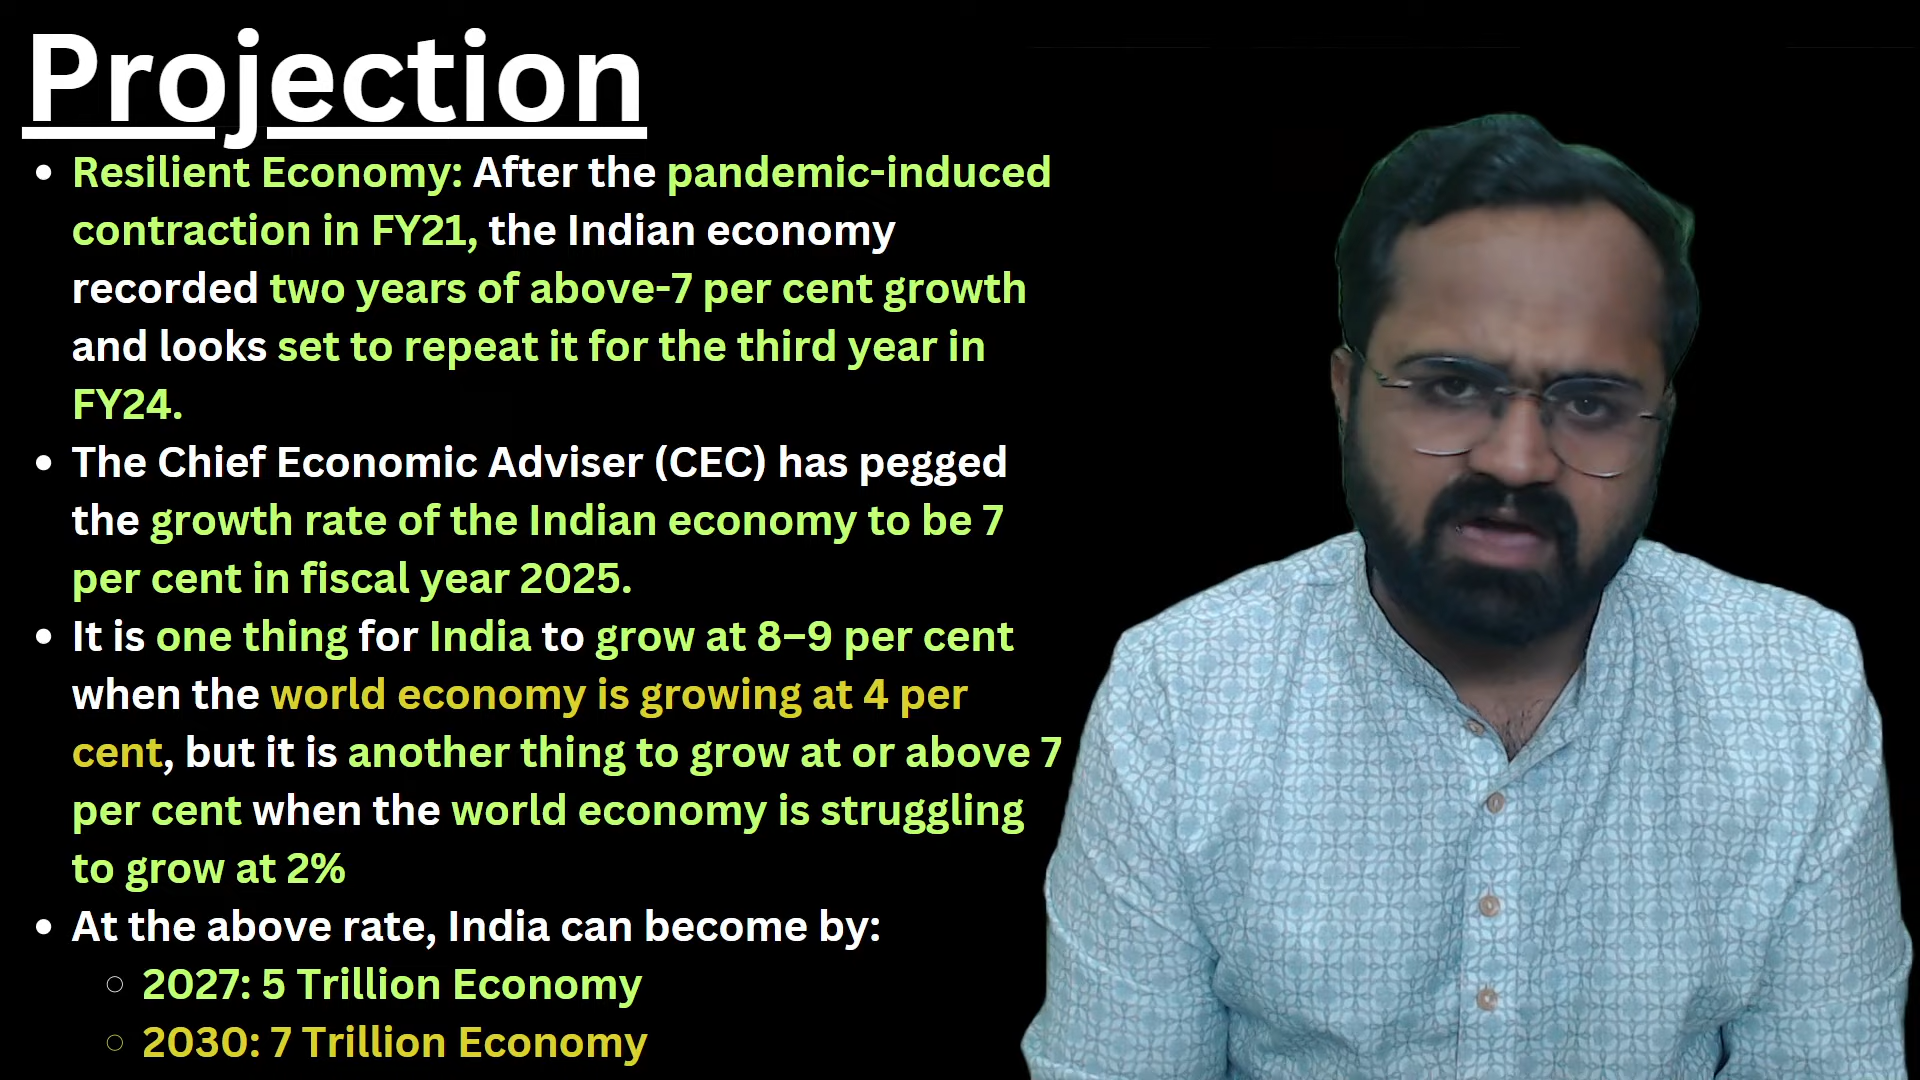 Projection
• Resilient Economy: After the pandemic-induced
contraction in FY21, the Indian economy
recorded two years of above-7 per cent growth
and looks set to repeat it for the third year in
FY24.
• The Chief Economic Adviser (CEC) has pegged
the growth rate of the Indian economy to be 7
per cent in fiscal year 2025.
• It is one thing for India to grow at 8–9 per cent
when the world economy is growing at 4 per
cent, but it is another thing to grow at or above 7
per cent when the world economy is struggling
to grow at 2%
• At the above rate, India can become by:
○ 2027: 5 Trillion Economy
○ 2030: 7 Trillion Economy